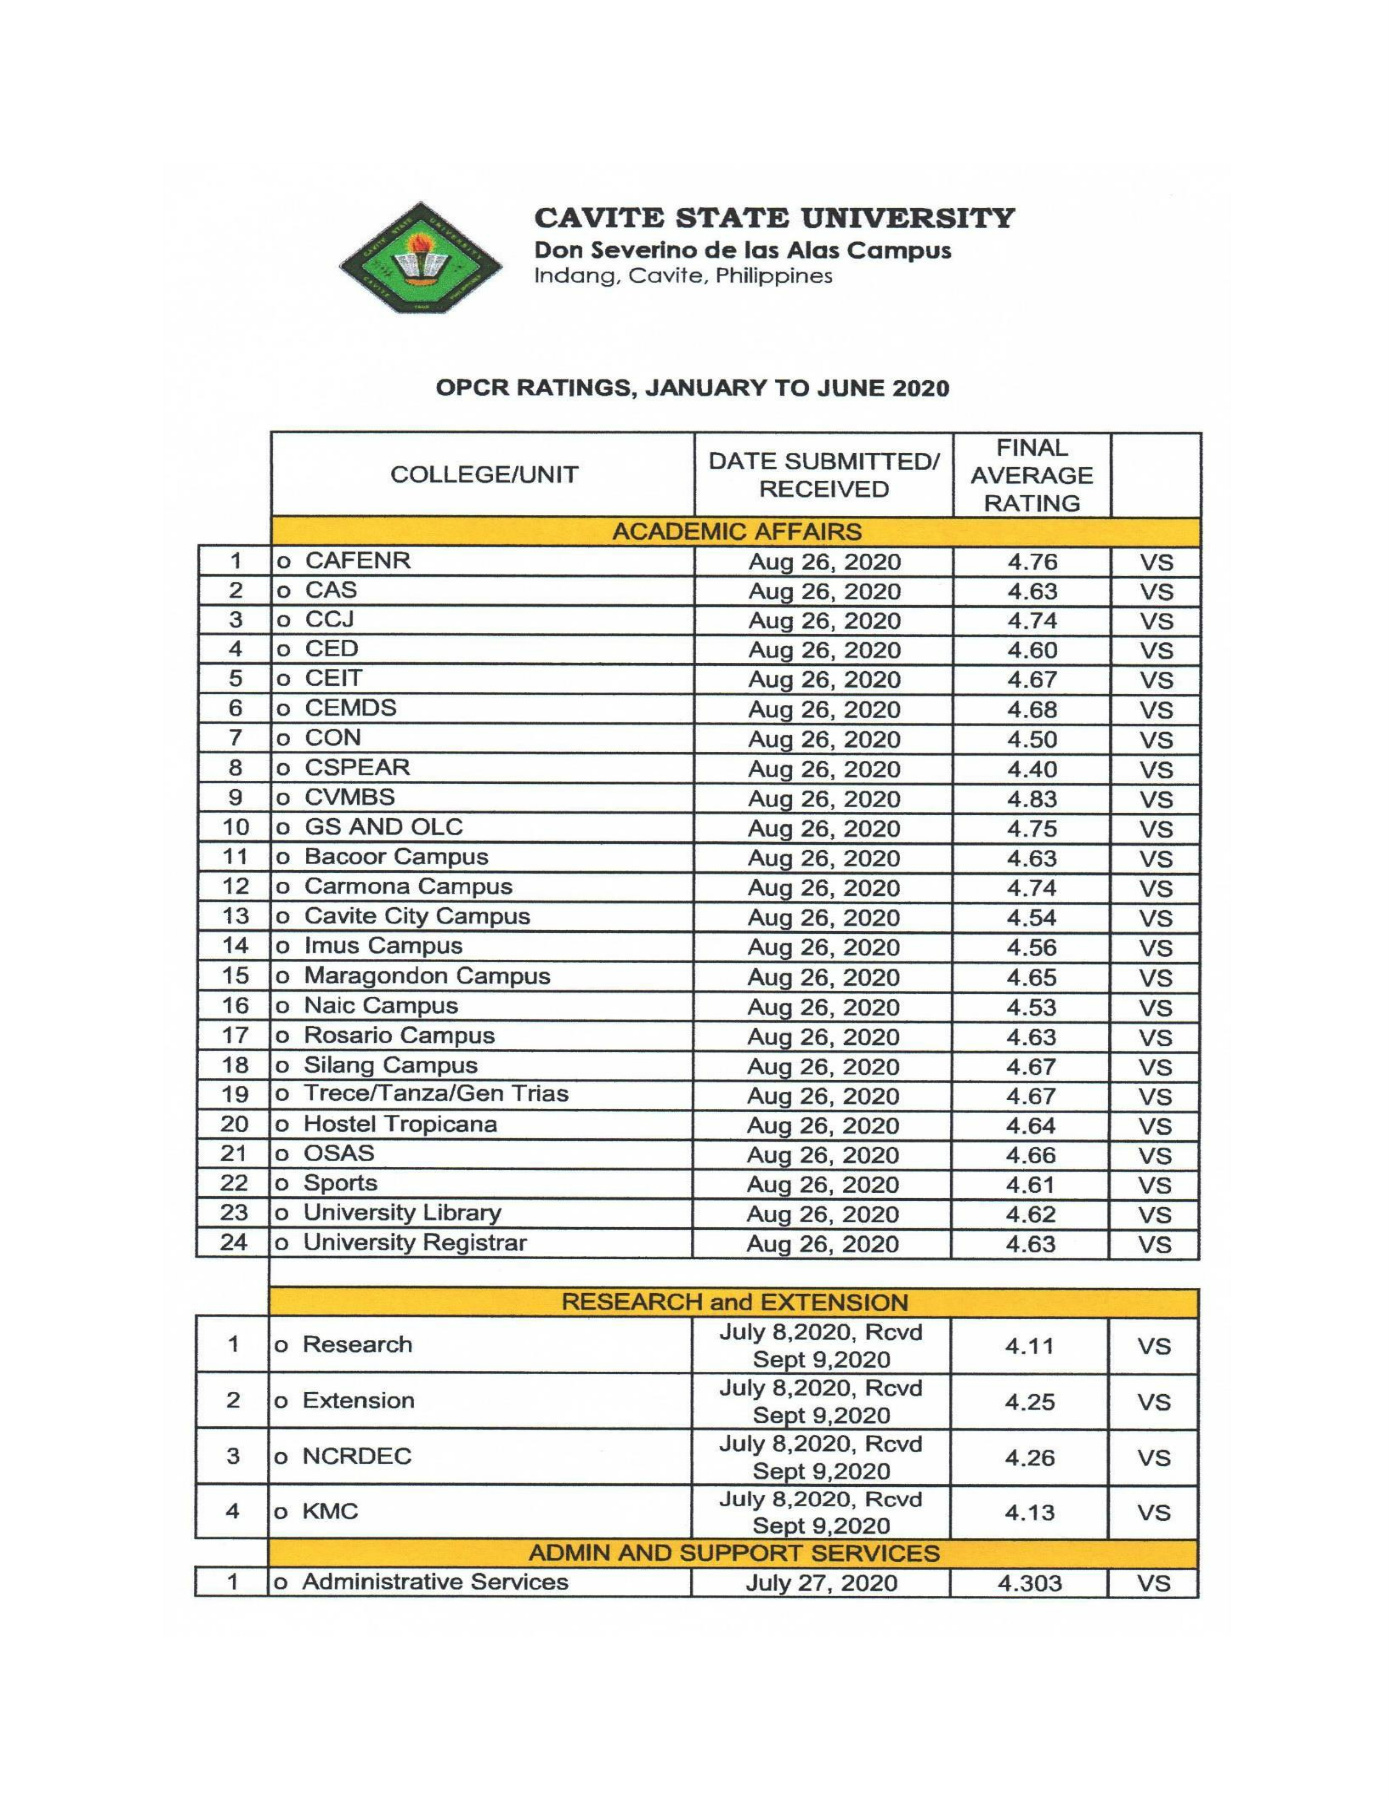 CAVITE STATE UNIVERSITY
Don Severino de las Alas Campus
Indang, Cavite, Philippines
CAVITE STATE UNIVERSITY
CAVITE
PHILIPPINES
OPCR RATINGS, JANUARY TO JUNE 2020
COLLEGE/UNIT DATE SUBMITTED/ RECEIVED FINAL AVERAGE RATING
ACADEMIC AFFAIRS
1 o CAFENR Aug 26, 2020 4.76 VS
2 o CAS Aug 26, 2020 4.63 VS
3 o CCJ Aug 26, 2020 4.74 VS
4 o CED Aug 26, 2020 4.60 VS
5 o CEIT Aug 26, 2020 4.67 VS
6 o CEMDS Aug 26, 2020 4.68 VS
7 o CON Aug 26, 2020 4.50 VS
8 o CSPEAR Aug 26, 2020 4.40 VS
9 o CVMBS Aug 26, 2020 4.83 VS
10 o GS AND OLC Aug 26, 2020 4.75 VS
11 o Bacoor Campus Aug 26, 2020 4.63 VS
12 o Carmona Campus Aug 26, 2020 4.74 VS
13 o Cavite City Campus Aug 26, 2020 4.54 VS
14 o Imus Campus Aug 26, 2020 4.56 VS
15 o Maragondon Campus Aug 26, 2020 4.65 VS
16 o Naic Campus Aug 26, 2020 4.53 VS
17 o Rosario Campus Aug 26, 2020 4.63 VS
18 o Silang Campus Aug 26, 2020 4.67 VS
19 o Trece/Tanza/Gen Trias Aug 26, 2020 4.67 VS
20 o Hostel Tropicana Aug 26, 2020 4.64 VS
21 o OSAS Aug 26, 2020 4.66 VS
22 o Sports Aug 26, 2020 4.61 VS
23 o University Library Aug 26, 2020 4.62 VS
24 o University Registrar Aug 26, 2020 4.63 VS
RESEARCH and EXTENSION
1 o Research July 8,2020, Rcvd Sept 9,2020 4.11 VS
2 o Extension July 8,2020, Rcvd Sept 9,2020 4.25 VS
3 o NCRDEC July 8,2020, Rcvd Sept 9,2020 4.26 VS
4 o KMC July 8,2020, Rcvd Sept 9,2020 4.13 VS
ADMIN AND SUPPORT SERVICES
1 o Administrative Services July 27, 2020 4.303 VS